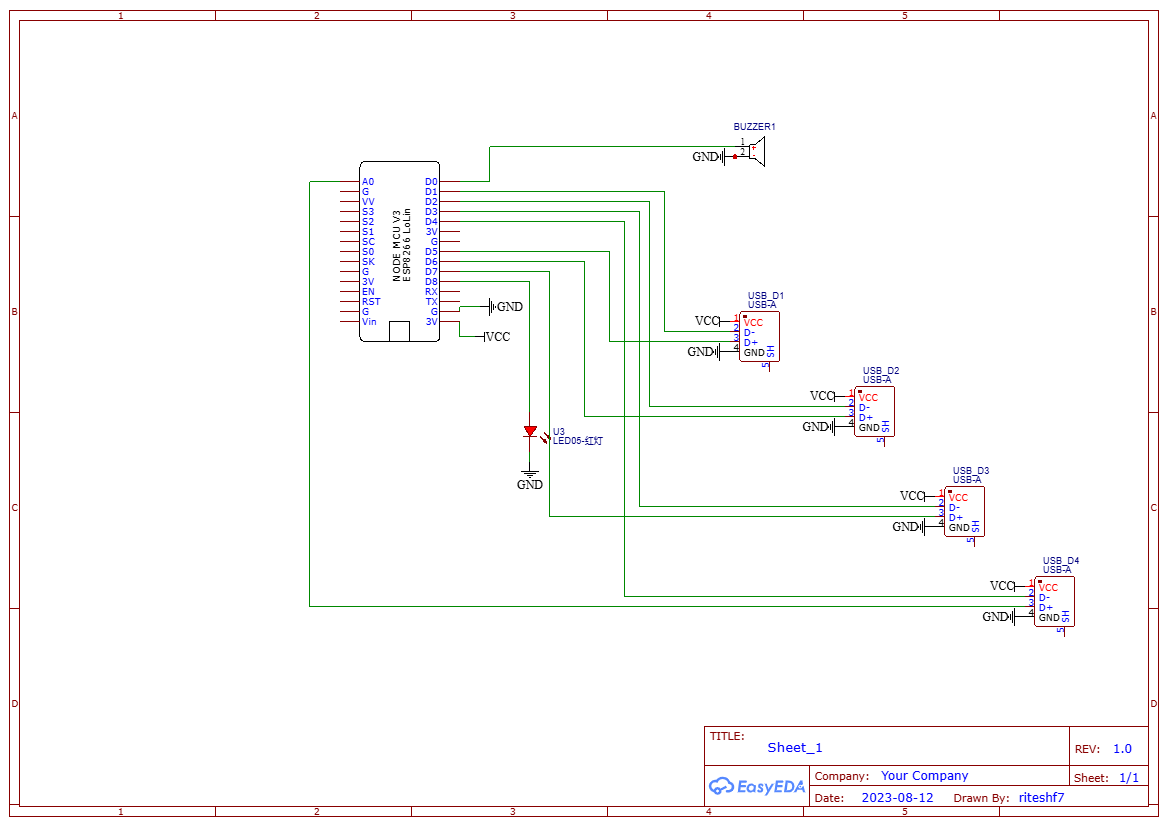 1 2 3 4 5
A A
B B
C C
D D
1 2 3 4 5
BUZZER1
1
2
GND
NODE MCU V3
ESP8266 LoLin
A0 D0
G D1
VV D2
S3 D3
S2 D4
S1 3V
SC G
S0 D5
SK D6
G D7
3V D8
EN RX
RST TX
G G
Vin 3V
GND
VCC
USB_D1
USB-A
VCC 1 VCC
2 D-
3 D+
GND 4 GND
SH
5
USB_D2
USB-A
VCC 1 VCC
2 D-
3 D+
GND 4 GND
SH
5
U3
LED05-红灯
GND
USB_D3
USB-A
VCC 1 VCC
2 D-
3 D+
GND 4 GND
SH
5
USB_D4
USB-A
VCC 1 VCC
2 D-
3 D+
GND 4 GND
SH
5
TITLE:
Sheet_1
REV: 1.0
EasyEDA
Company: Your Company
Sheet: 1/1
Date: 2023-08-12 Drawn By: riteshf7